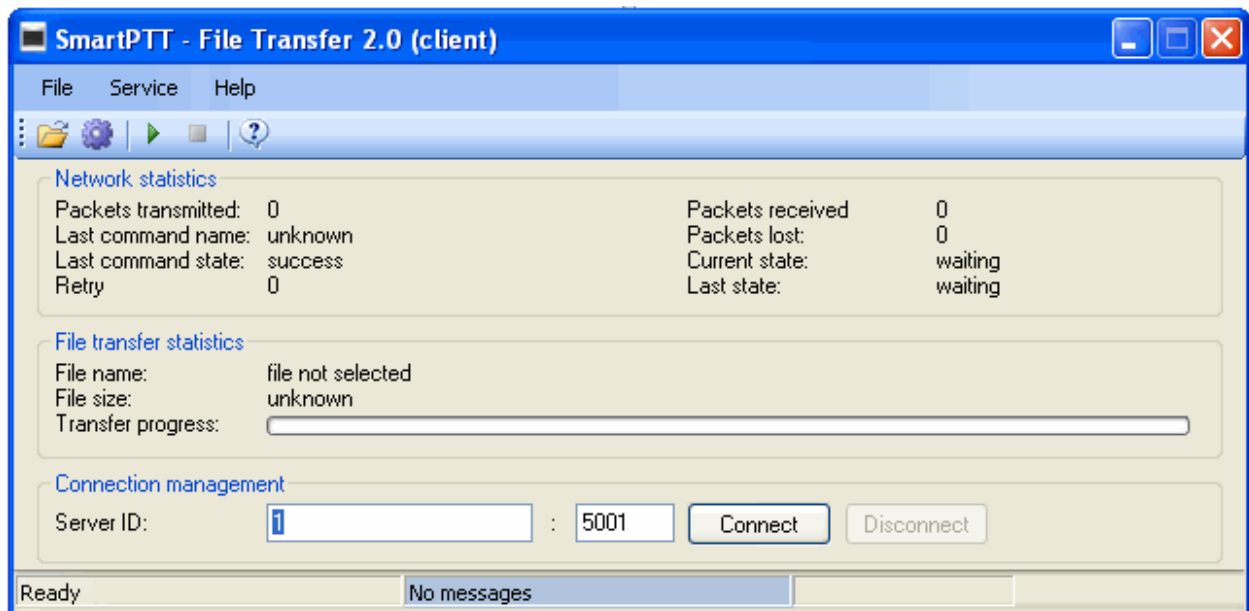 SmartPTT - File Transfer 2.0 (client)
File Service Help
Network statistics
Packets transmitted: 0 Packets received 0
Last command name: unknown Packets lost: 0
Last command state: success Current state: waiting
Retry 0 Last state: waiting
File transfer statistics
File name: file not selected
File size: unknown
Transfer progress:
Connection management
Server ID: 1 : 5001 Connect Disconnect
Ready No messages